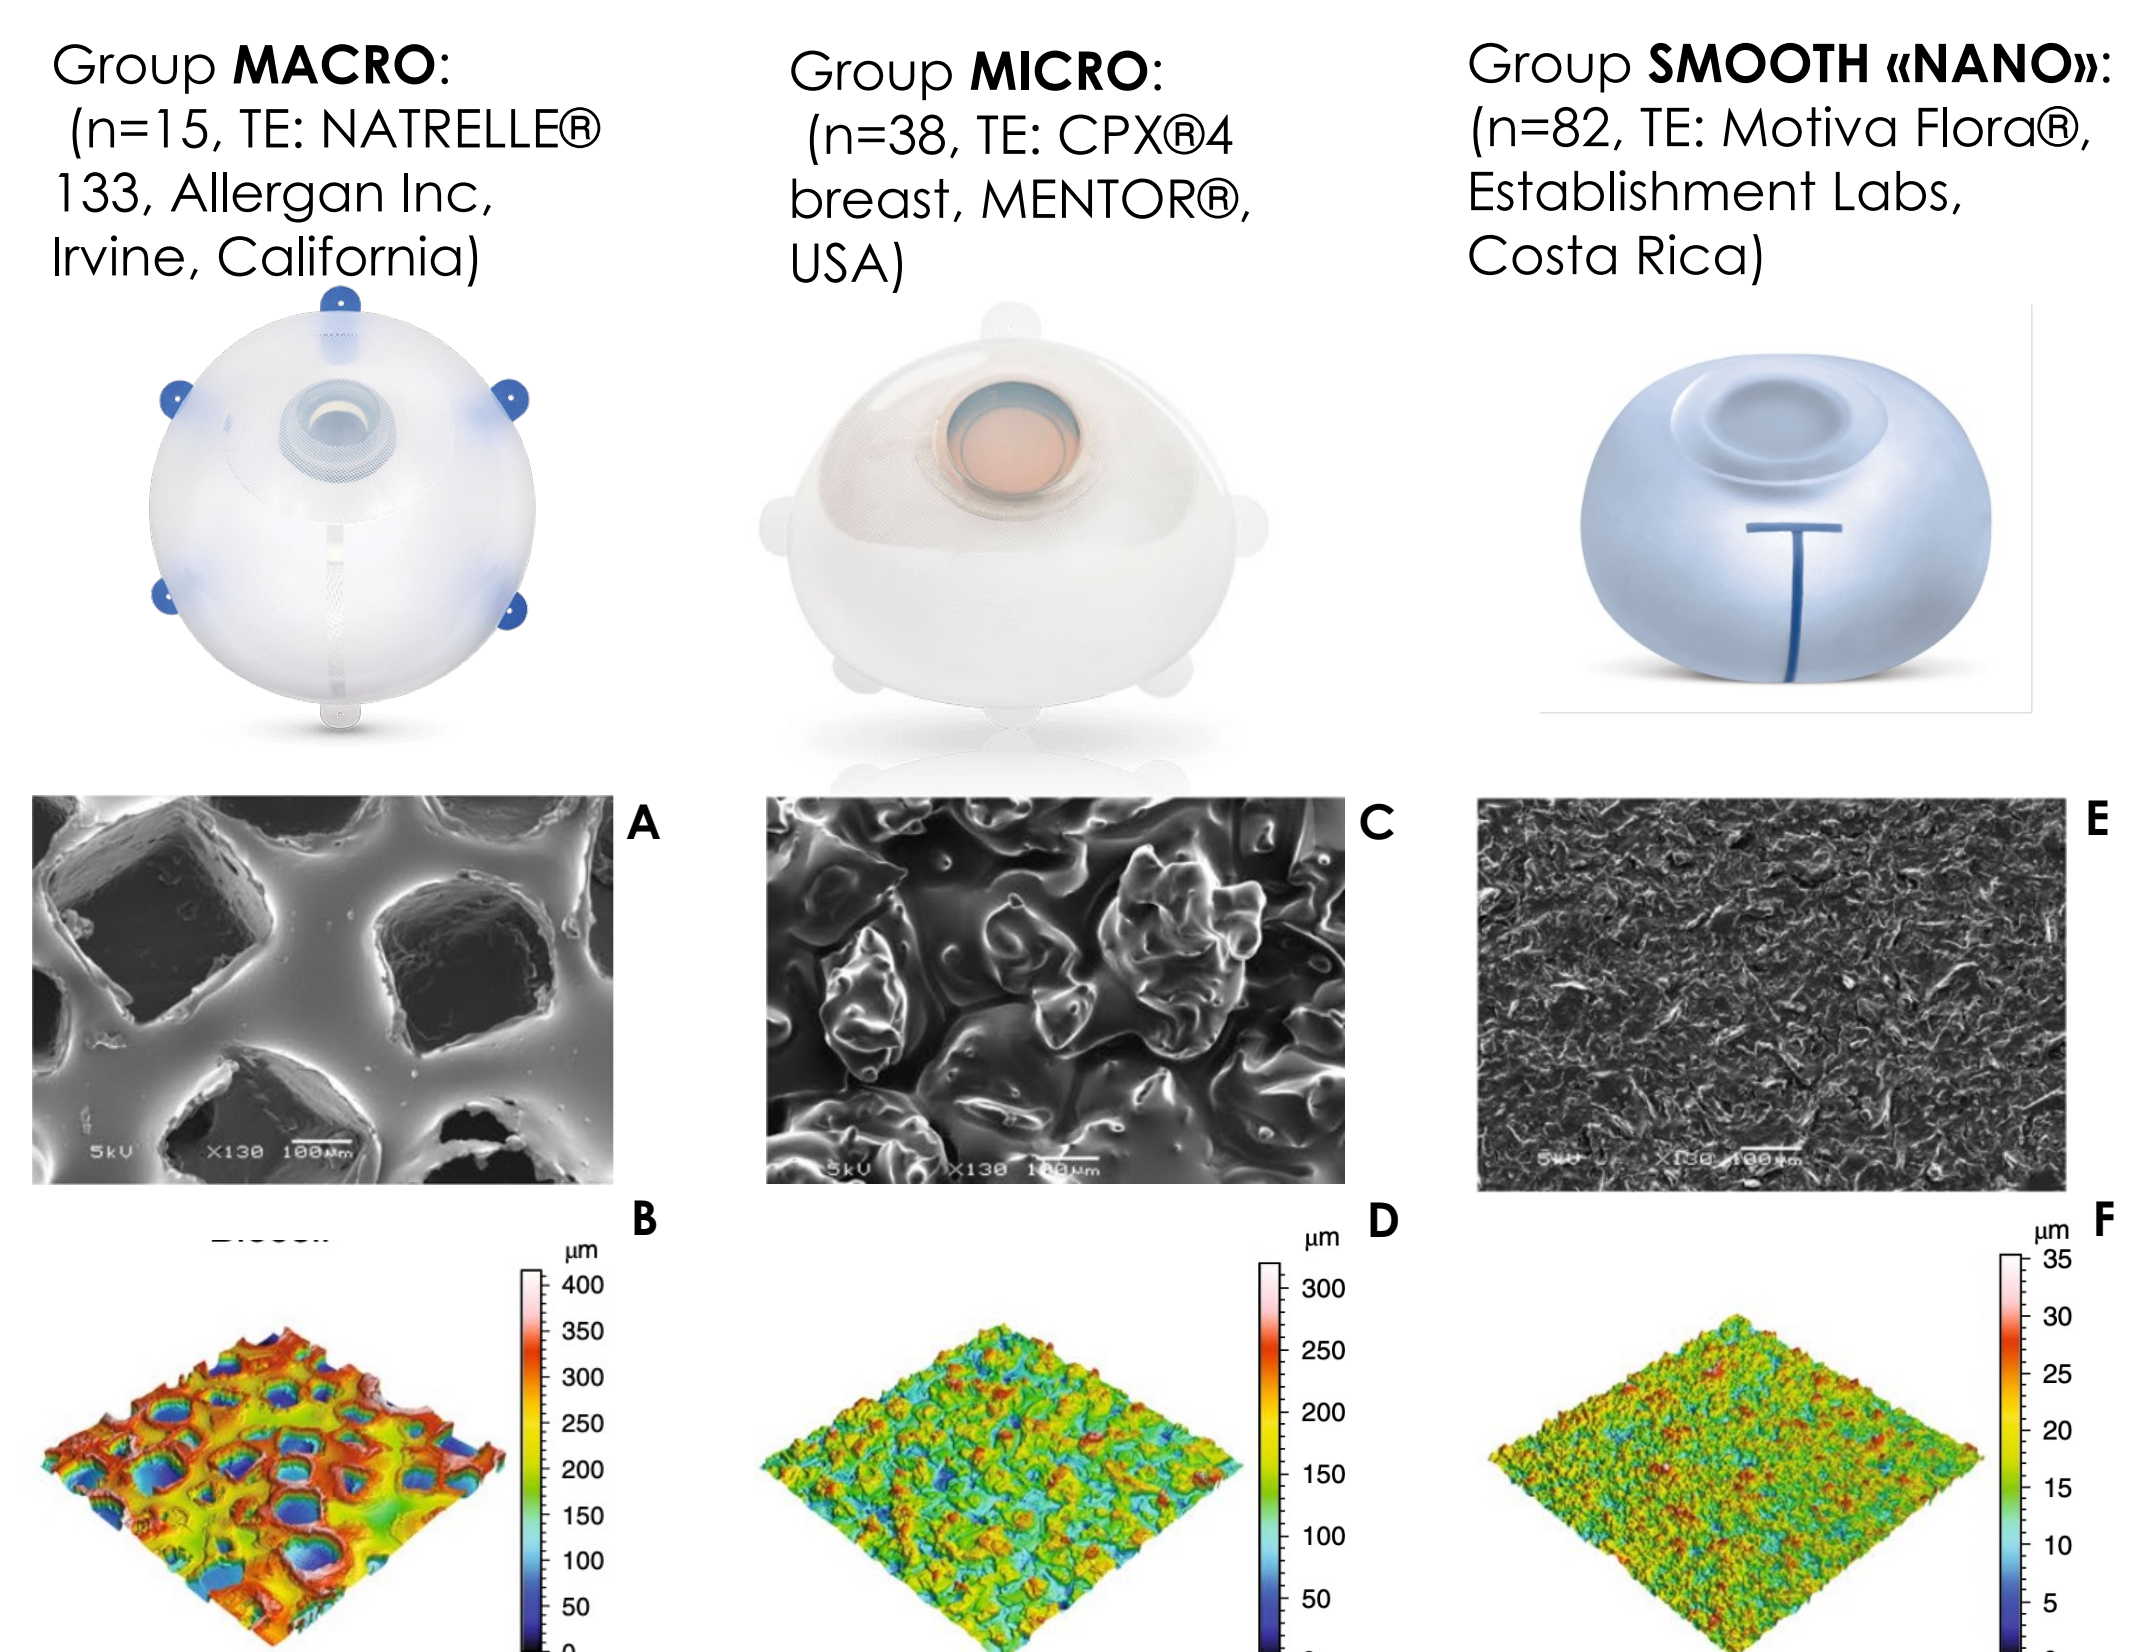 Group MACRO:
(n=15, TE: NATRELLE®
133, Allergan Inc,
Irvine, California)
Group MICRO:
(n=38, TE: CPX®4
breast, MENTOR®,
USA)
Group SMOOTH «NANO»:
(n=82, TE: Motiva Flora®,
Establishment Labs,
Costa Rica)
A
5kV X130 100µm
C
5kV X130 100µm
E
5kV X130 100µm
B
µm
400
350
300
250
200
150
100
50
D
µm
300
250
200
150
100
50
F
µm
35
30
25
20
15
10
5